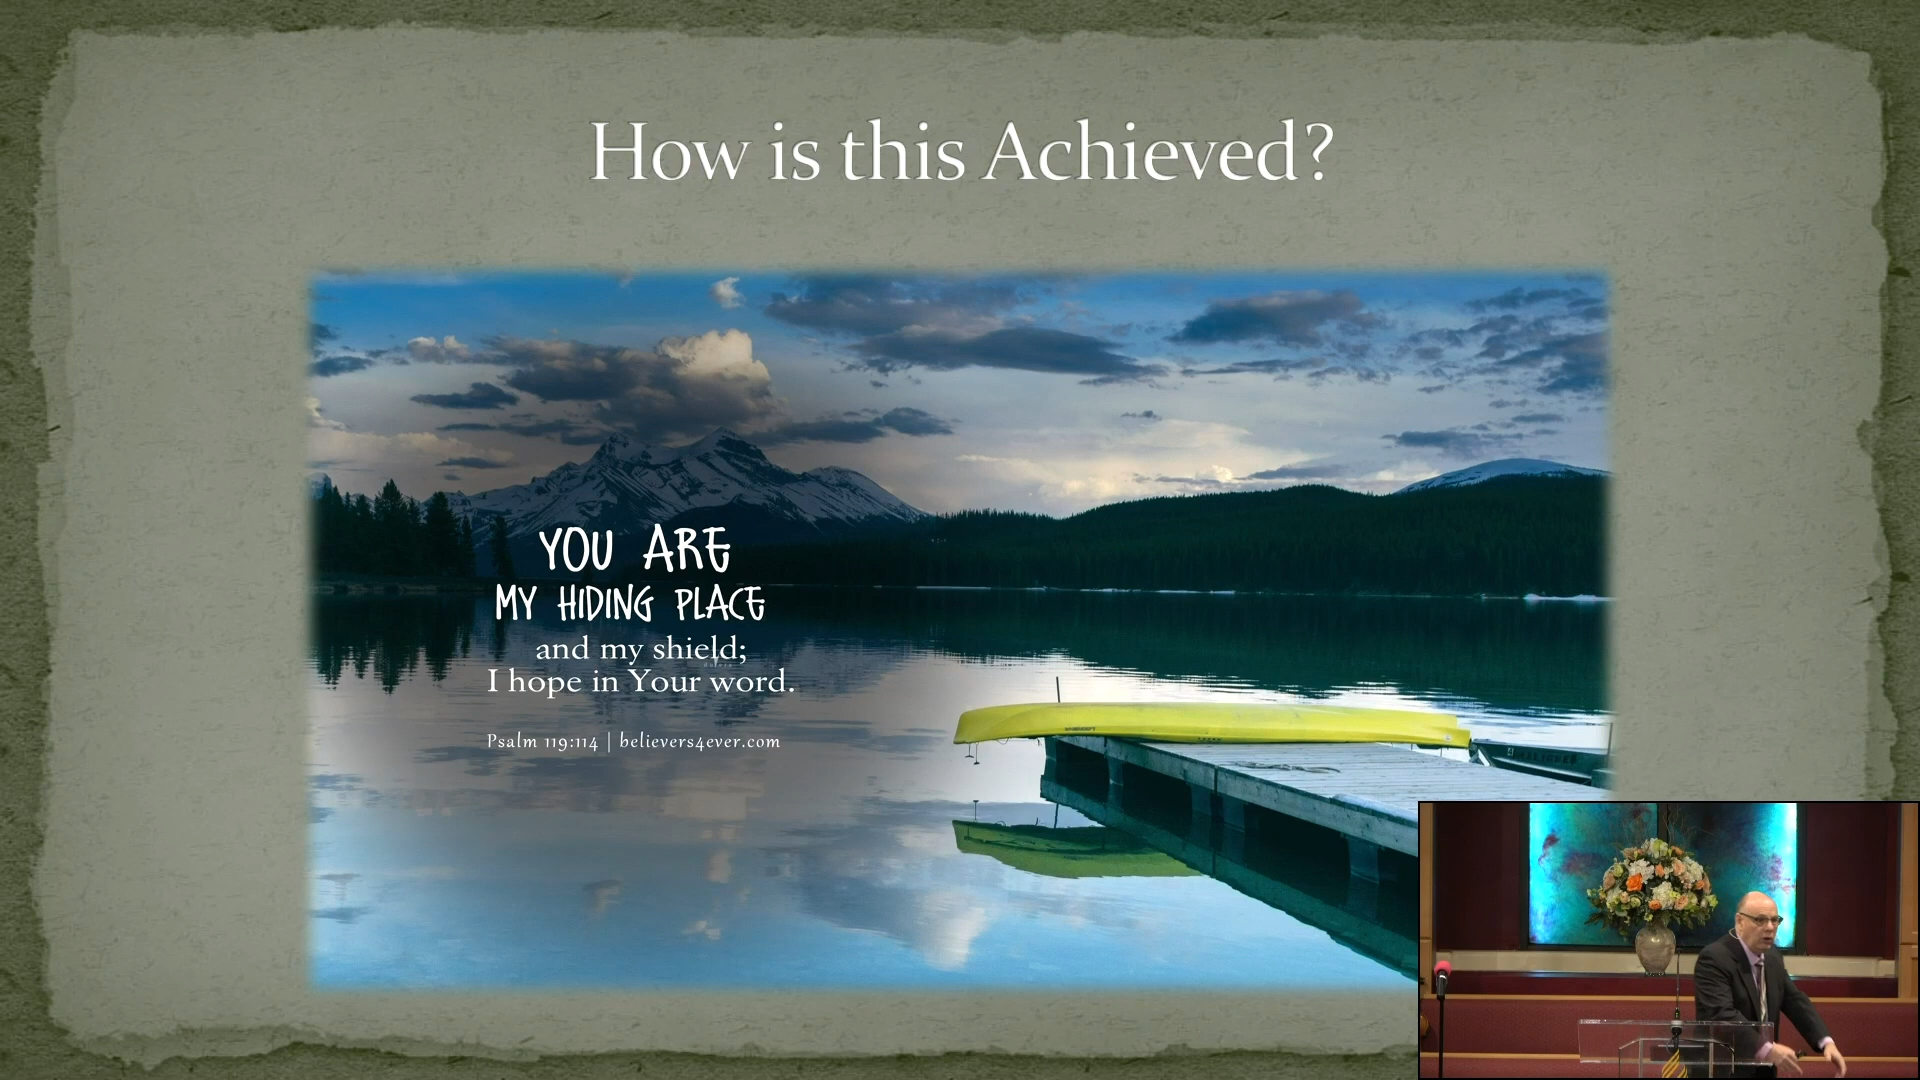 How is this Achieved?
YOU ARE
MY HIDING PLACE
and my shield;
I hope in Your word.
Psalm 119:114 | believers4ever.com